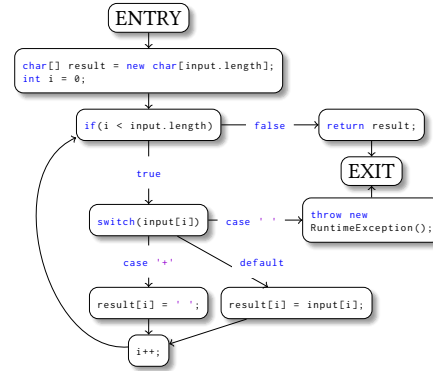 ENTRY
char[] result = new char[input.length];
int i = 0;
if(i < input.length)
false
return result;
EXIT
true
switch(input[i])
case ' '
throw new
RuntimeException();
case '+'
default
result[i] = ' ';
result[i] = input[i];
i++;